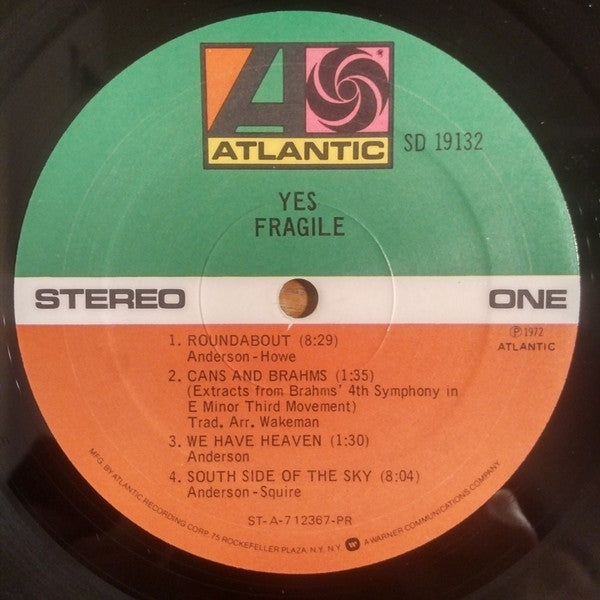 ATLANTIC
SD 19132
YES
FRAGILE
STEREO
ONE
℗ 1972
ATLANTIC
1. ROUNDABOUT (8:29)
Anderson-Howe
2. CANS AND BRAHMS (1:35)
(Extracts from Brahms' 4th Symphony in
E Minor Third Movement)
Trad. Arr. Wakeman
3. WE HAVE HEAVEN (1:30)
Anderson
4. SOUTH SIDE OF THE SKY (8:04)
Anderson-Squire
ST-A-712367-PR
MFG. BY ATLANTIC RECORDING CORP. 75 ROCKEFELLER PLAZA, N.Y. N.Y. A WARNER COMMUNICATIONS COMPANY